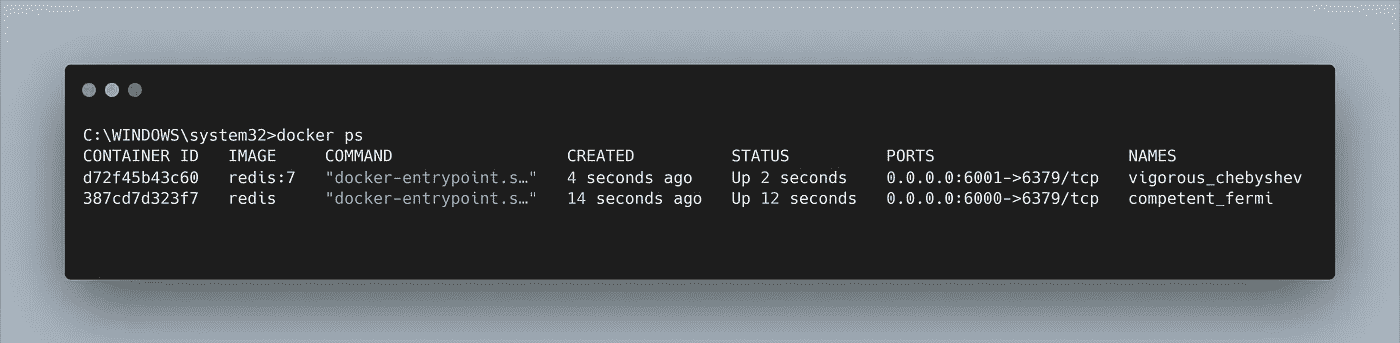 C:\WINDOWS\system32>docker ps
CONTAINER ID   IMAGE     COMMAND                  CREATED          STATUS          PORTS                    NAMES
d72f45b43c60   redis:7   "docker-entrypoint.s…"   4 seconds ago    Up 2 seconds    0.0.0.0:6001->6379/tcp   vigorous_chebyshev
387cd7d323f7   redis     "docker-entrypoint.s…"   14 seconds ago   Up 12 seconds   0.0.0.0:6000->6379/tcp   competent_fermi